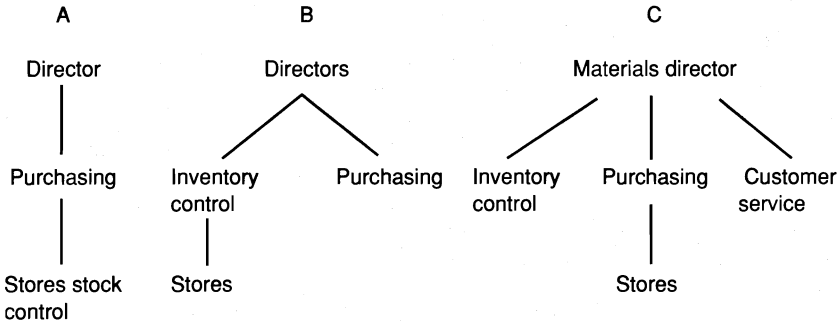 A
B
C
Director
Directors
Materials director
Purchasing
Inventory
control
Purchasing
Inventory
control
Purchasing
Customer
service
Stores stock
control
Stores
Stores